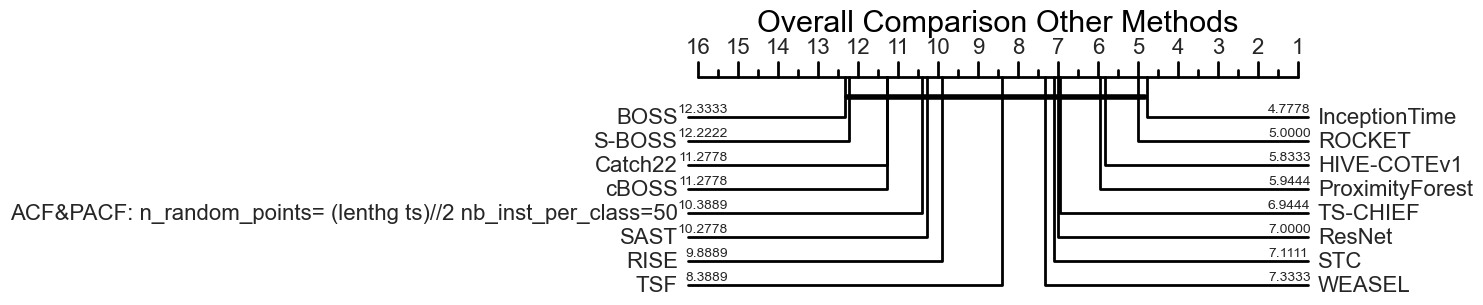 Overall Comparison Other Methods
16 15 14 13 12 11 10 9 8 7 6 5 4 3 2 1
BOSS 12.3333 4.7778 InceptionTime
S-BOSS 12.2222 5.0000 ROCKET
Catch22 11.2778 5.8333 HIVE-COTEv1
cBOSS 11.2778 5.9444 ProximityForest
ACF&PACF: n_random_points= (lenthg ts)//2 nb_inst_per_class=50 10.3889 6.9444 TS-CHIEF
SAST 10.2778 7.0000 ResNet
RISE 9.8889 7.1111 STC
TSF 8.3889 7.3333 WEASEL